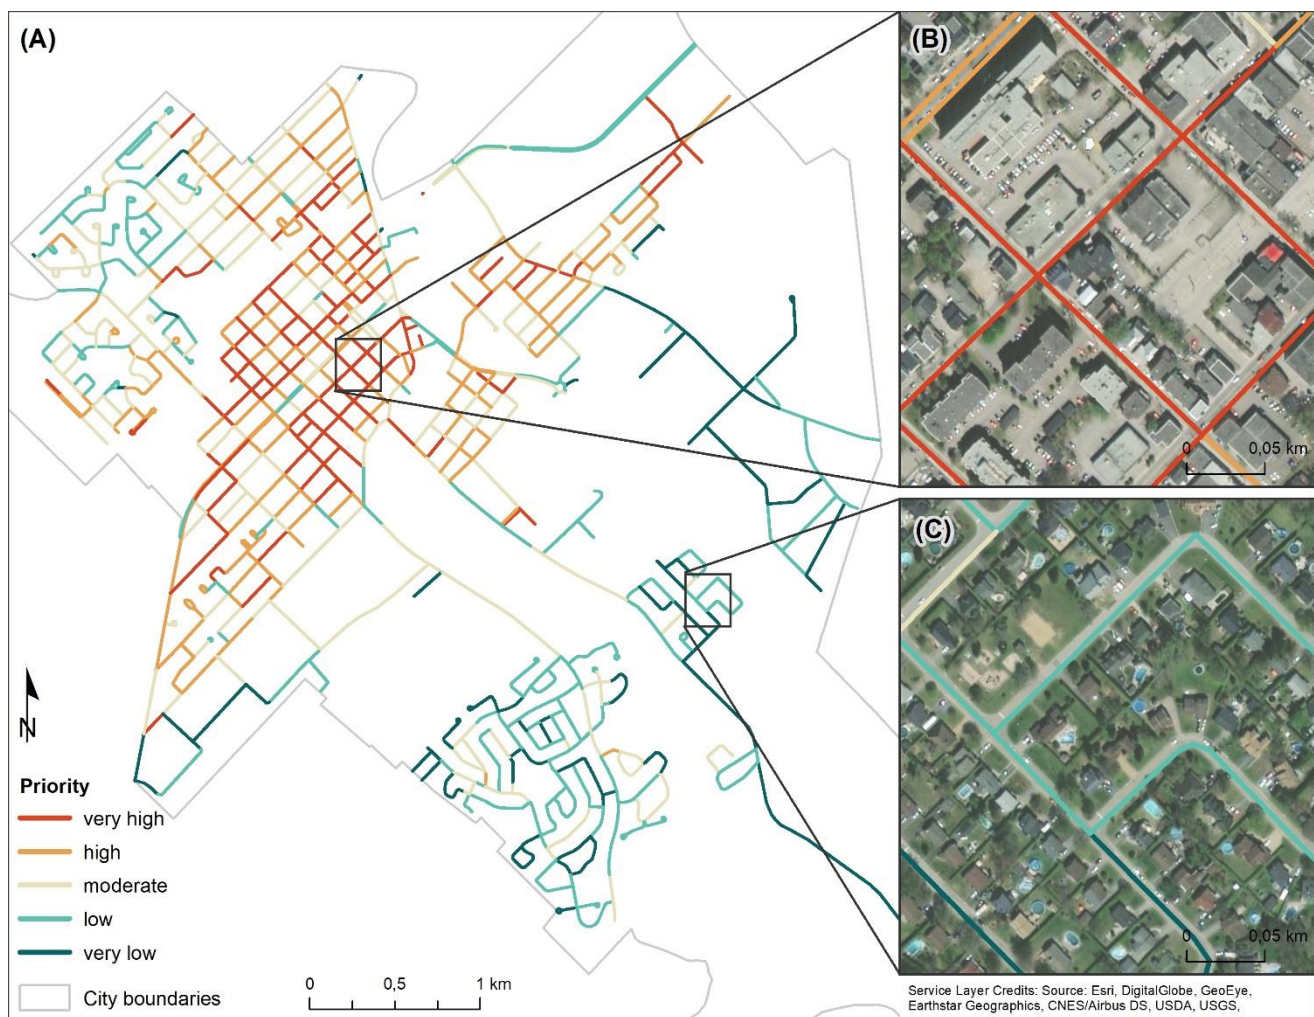 (A)
(B)
0 0,05 km
(C)
0 0,05 km
N
Priority
very high
high
moderate
low
very low
City boundaries
0 0,5 1 km
Service Layer Credits: Source: Esri, DigitalGlobe, GeoEye,
Earthstar Geographics, CNES/Airbus DS, USDA, USGS,